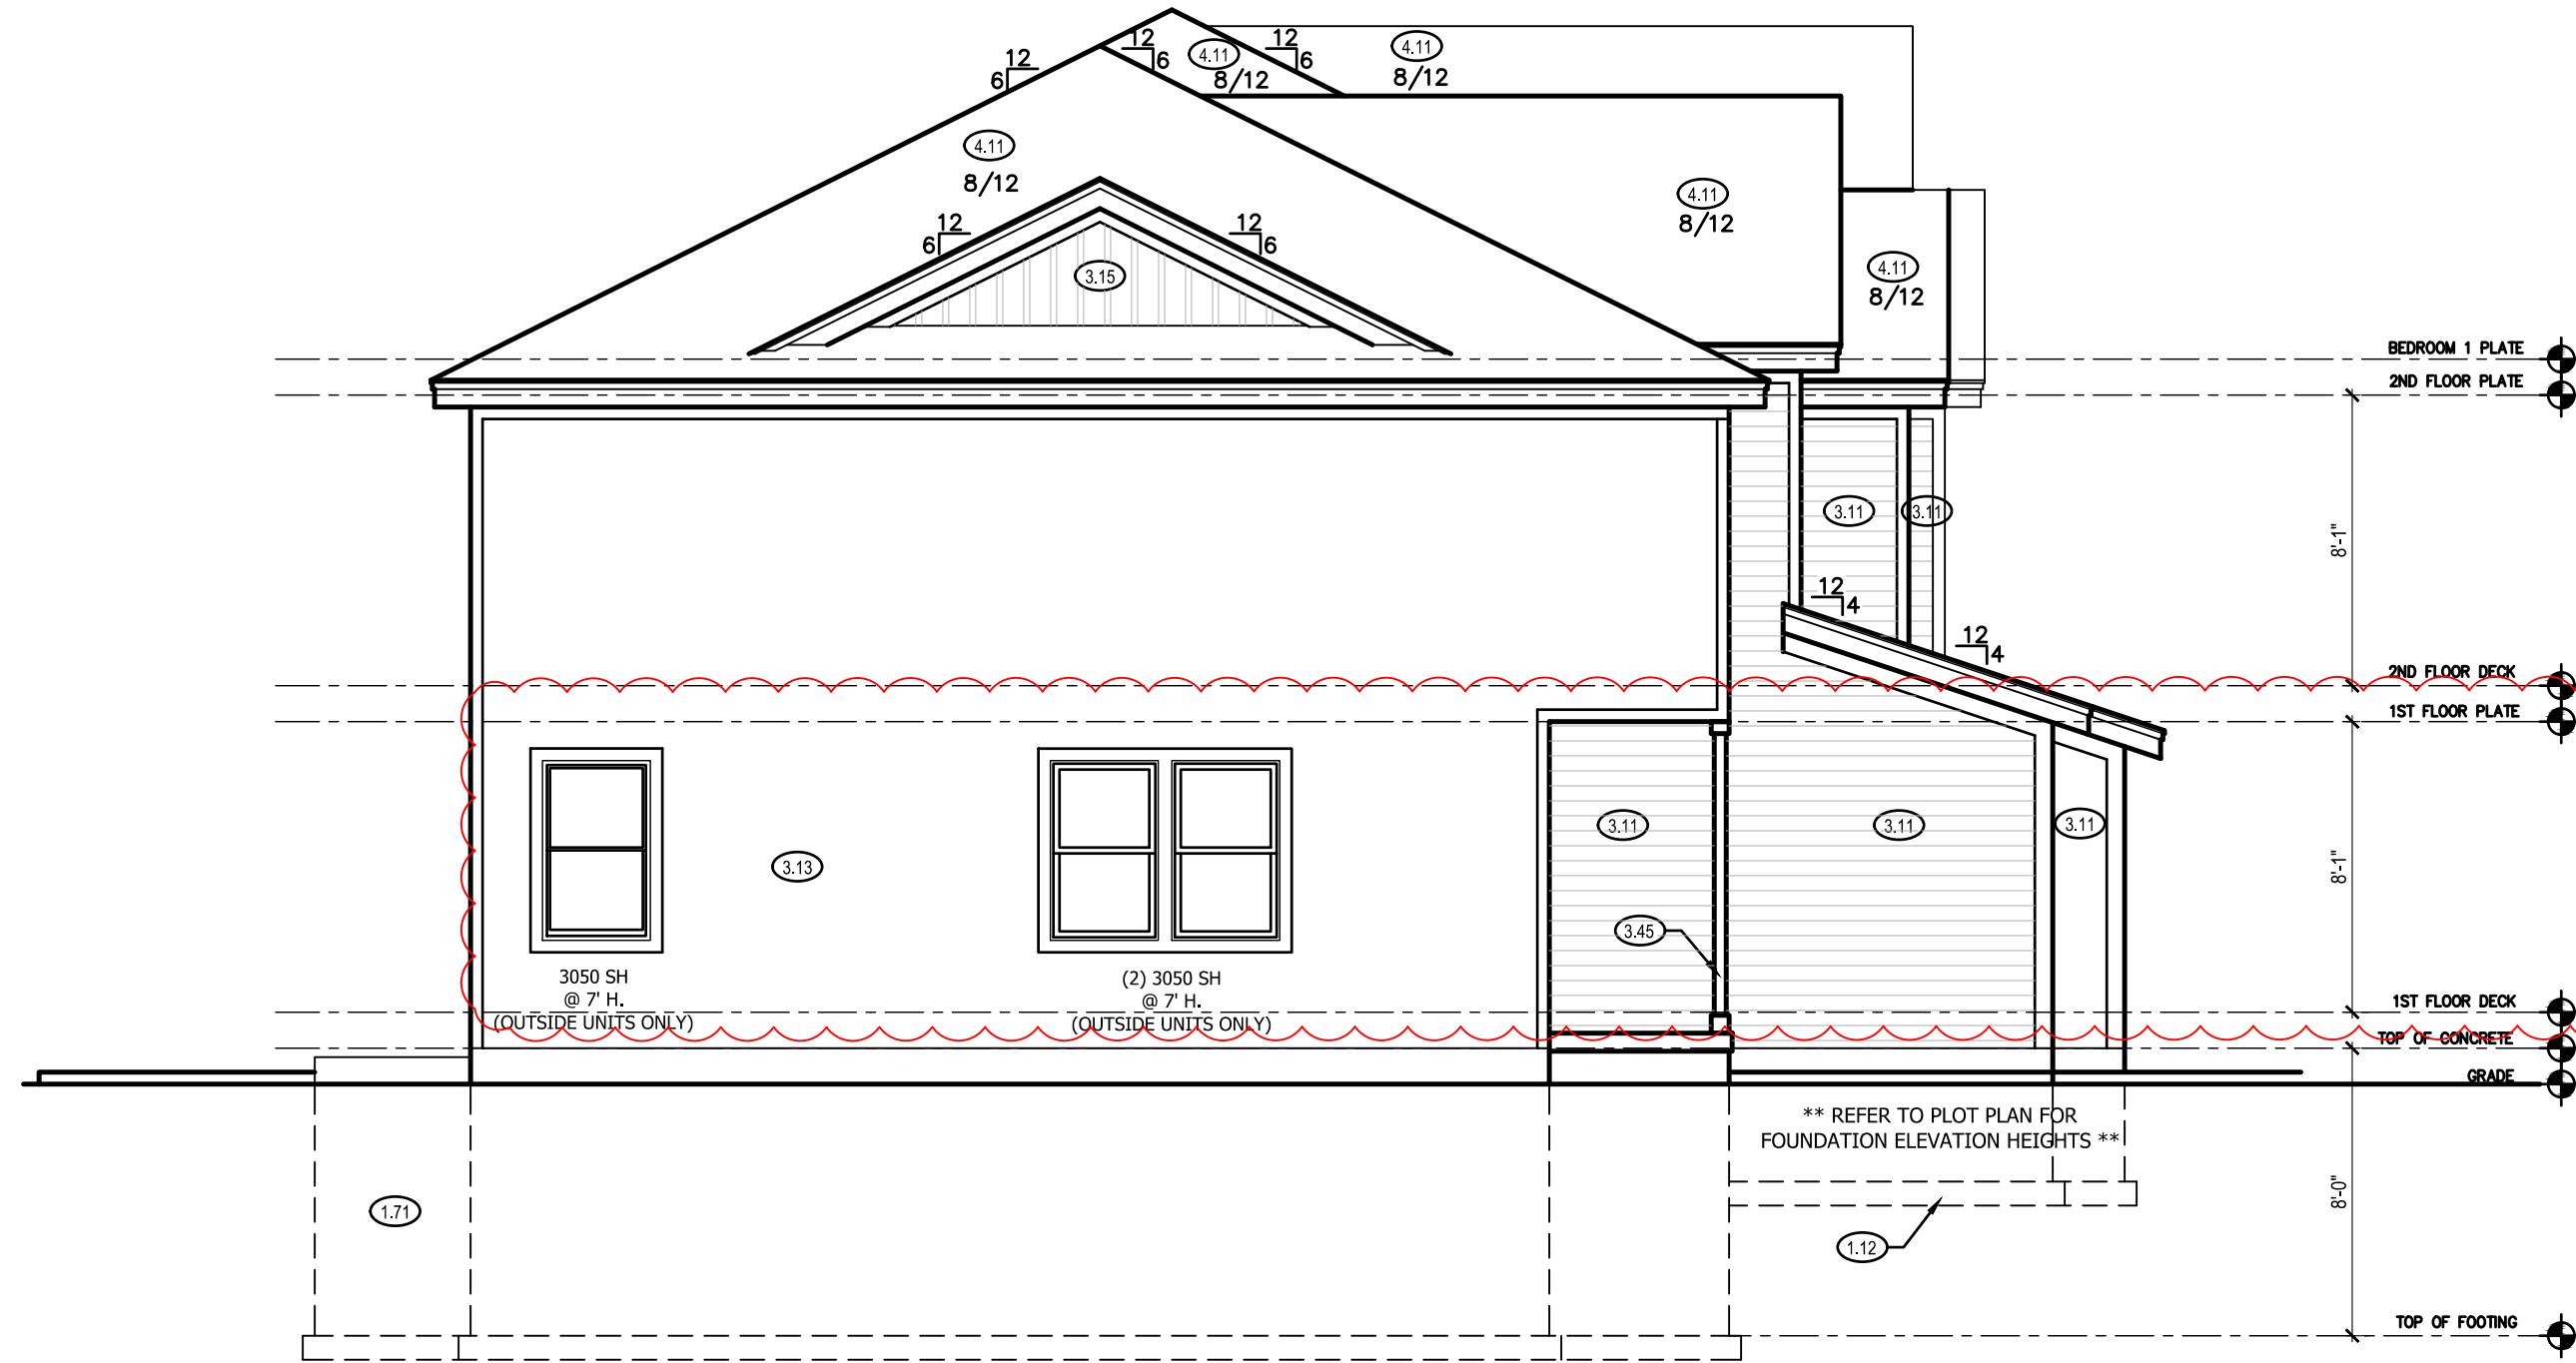 12
6
12
6
4.11
8/12
12
6
4.11
8/12
4.11
8/12
12
6
12
6
3.15
4.11
8/12
4.11
8/12
BEDROOM 1 PLATE
2ND FLOOR PLATE
3.11
3.11
8'-1"
12
4
12
4
2ND FLOOR DECK
1ST FLOOR PLATE
3.13
3.11
3.11
3.11
8'-1"
3.45
3050 SH
@ 7' H.
(OUTSIDE UNITS ONLY)
(2) 3050 SH
@ 7' H.
(OUTSIDE UNITS ONLY)
1ST FLOOR DECK
TOP OF CONCRETE
GRADE
** REFER TO PLOT PLAN FOR
FOUNDATION ELEVATION HEIGHTS **
1.71
1.12
8'-0"
TOP OF FOOTING